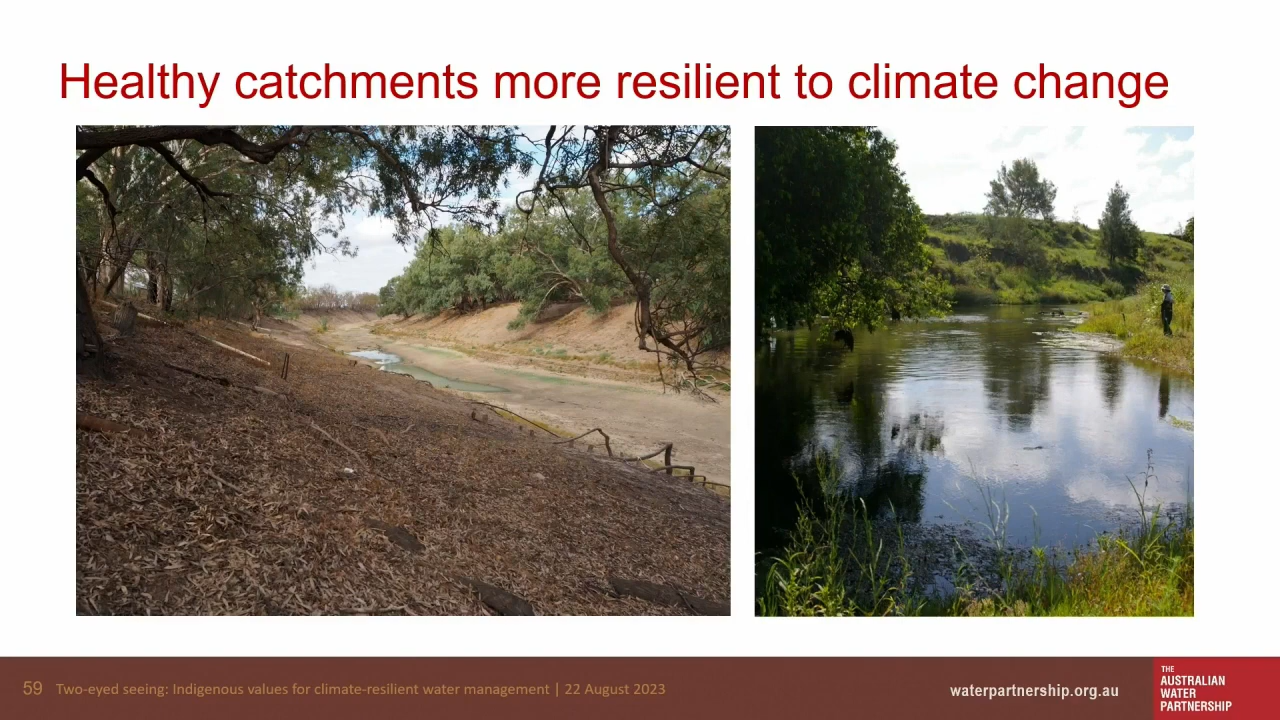 Healthy catchments more resilient to climate change
59 Two-eyed seeing: Indigenous values for climate-resilient water management | 22 August 2023
waterpartnership.org.au
THE
AUSTRALIAN
WATER
PARTNERSHIP